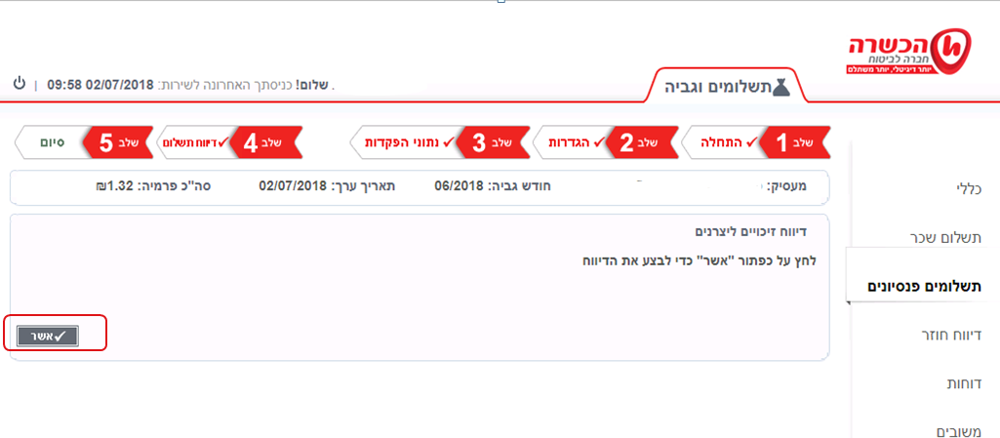 הכשרה
חברה לביטוח
יותר דיגיטלי, יותר משתלם
תשלומים וגביה
שלום! כניסתך האחרונה לשירות: 02/07/2018 09:58 |
שלב 1 התחלה
שלב 2 הגדרות
שלב 3 נתוני הפקדות
שלב 4 דיווח תשלום
שלב 5 סיום
מעסיק: חודש גביה: 06/2018 תאריך ערך: 02/07/2018 סה"כ פרמיה: 1.32₪
דיווח זיכויים ליצרנים
לחץ על כפתור "אשר" כדי לבצע את הדיווח
אשר
כללי
תשלום שכר
תשלומים פנסיונים
דיווח חוזר
דוחות
משובים